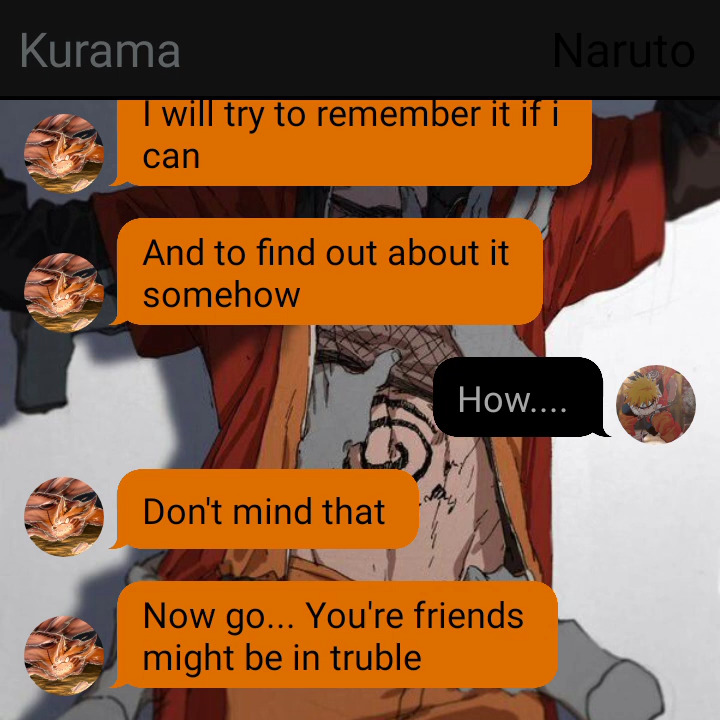 Kurama
Naruto
I will try to remember it if i
can
And to find out about it
somehow
How....
Don't mind that
Now go... You're friends
might be in truble